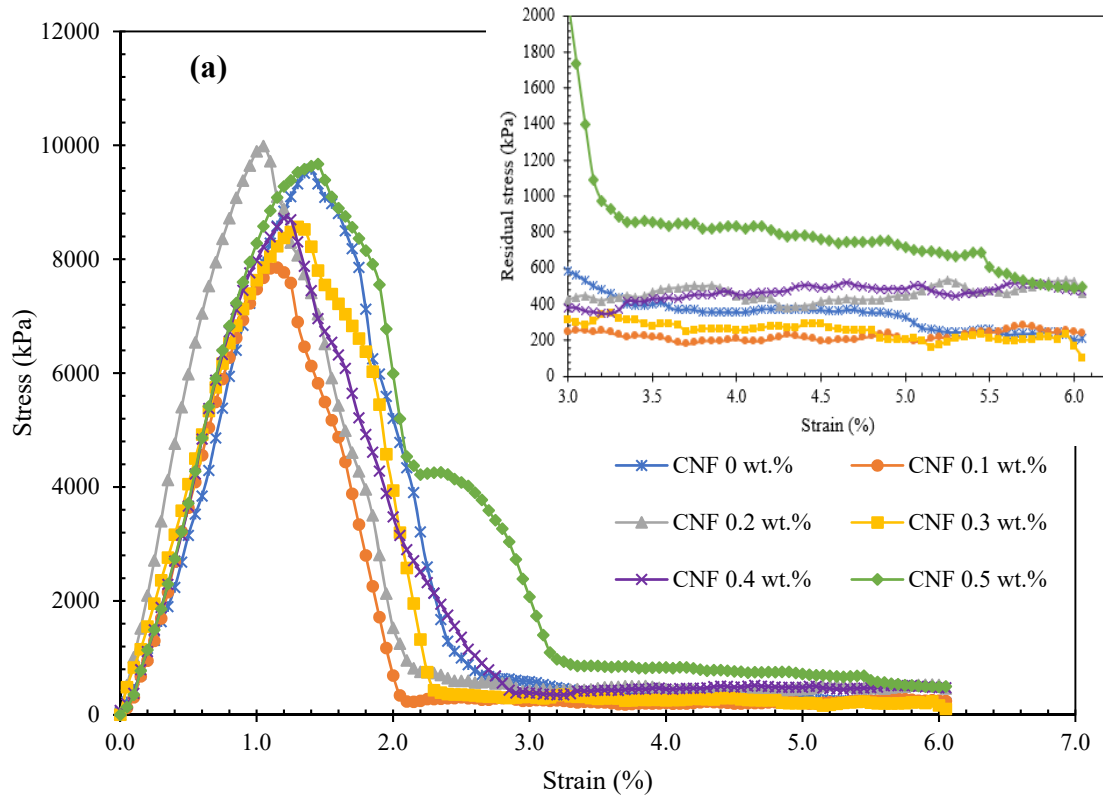 (a)
Stress (kPa)
12000
10000
8000
6000
4000
2000
0
0.0 1.0 2.0 3.0 4.0 5.0 6.0 7.0
Strain (%)
Residual stress (kPa)
2000
1800
1600
1400
1200
1000
800
600
400
200
0
3.0 3.5 4.0 4.5 5.0 5.5 6.0
Strain (%)
CNF 0 wt.% CNF 0.1 wt.%
CNF 0.2 wt.% CNF 0.3 wt.%
CNF 0.4 wt.% CNF 0.5 wt.%